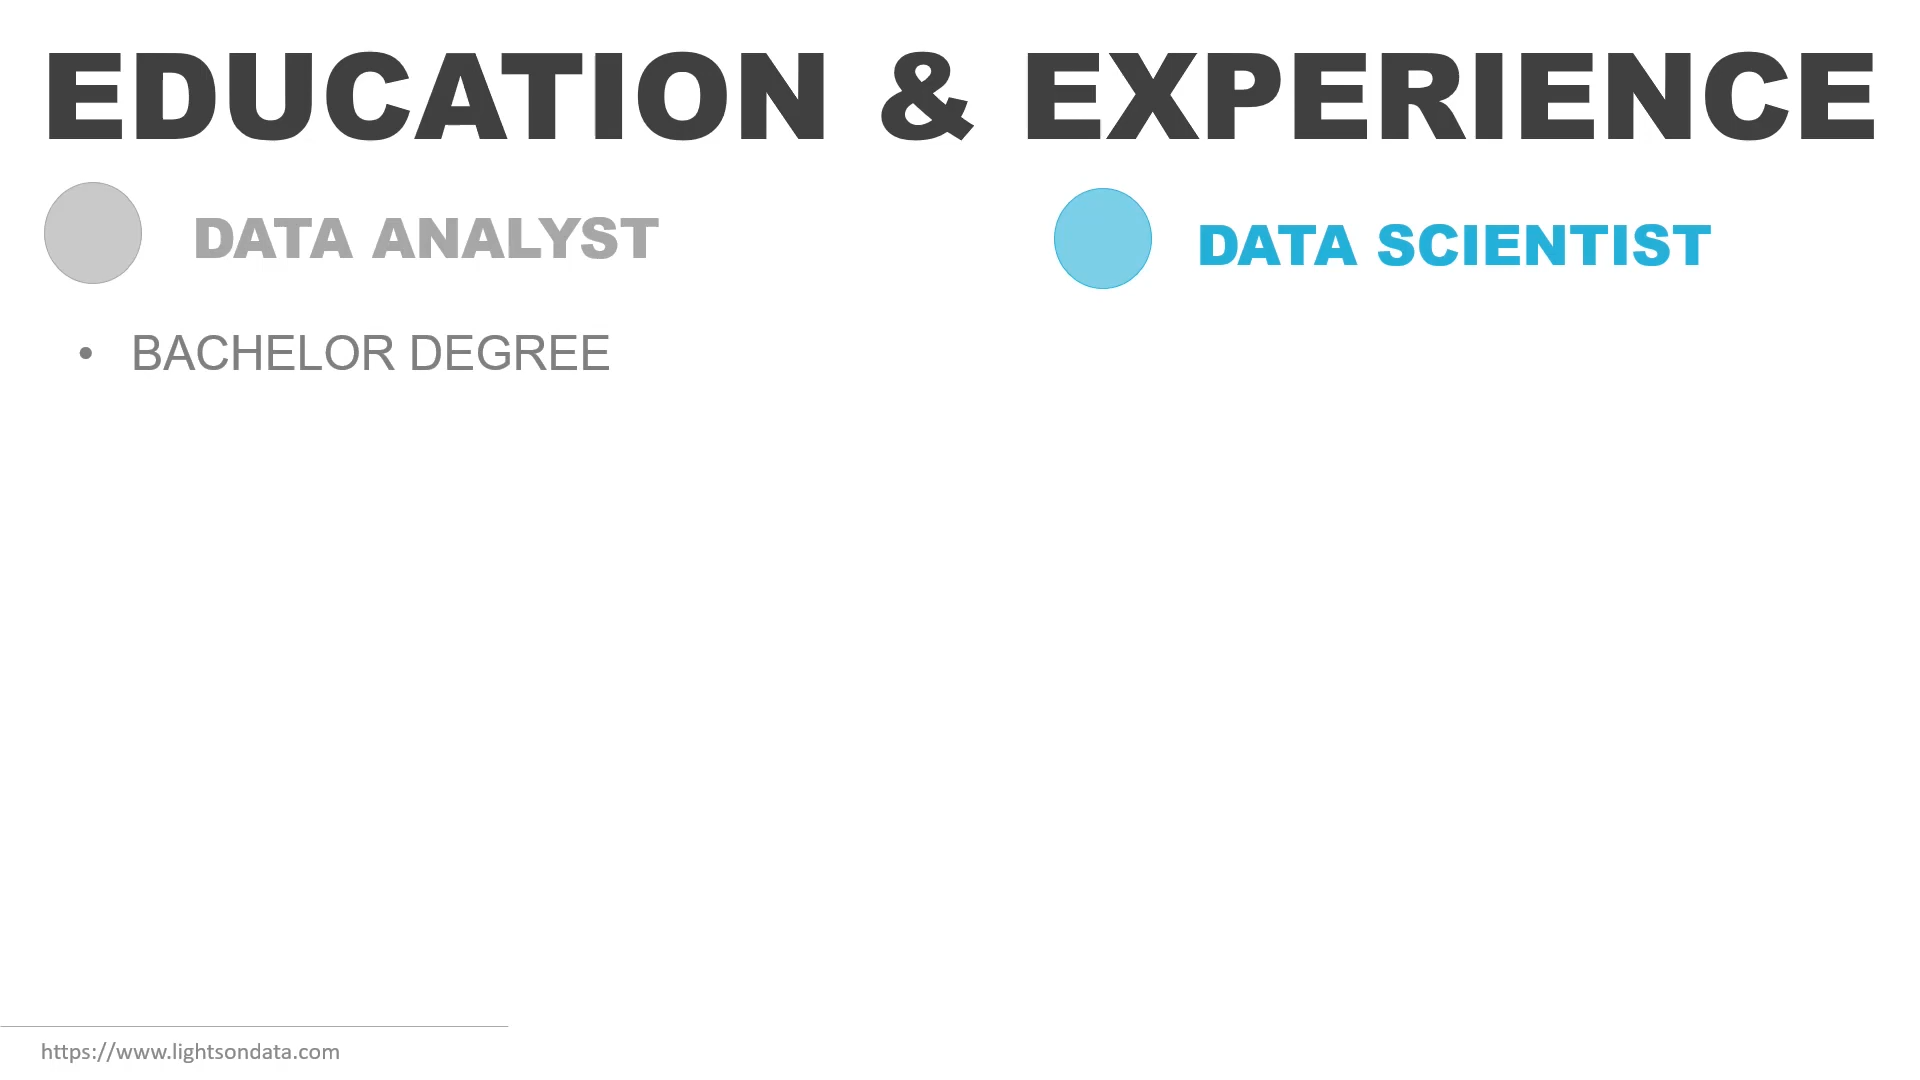 EDUCATION & EXPERIENCE
DATA ANALYST
DATA SCIENTIST
• BACHELOR DEGREE
https://www.lightsondata.com